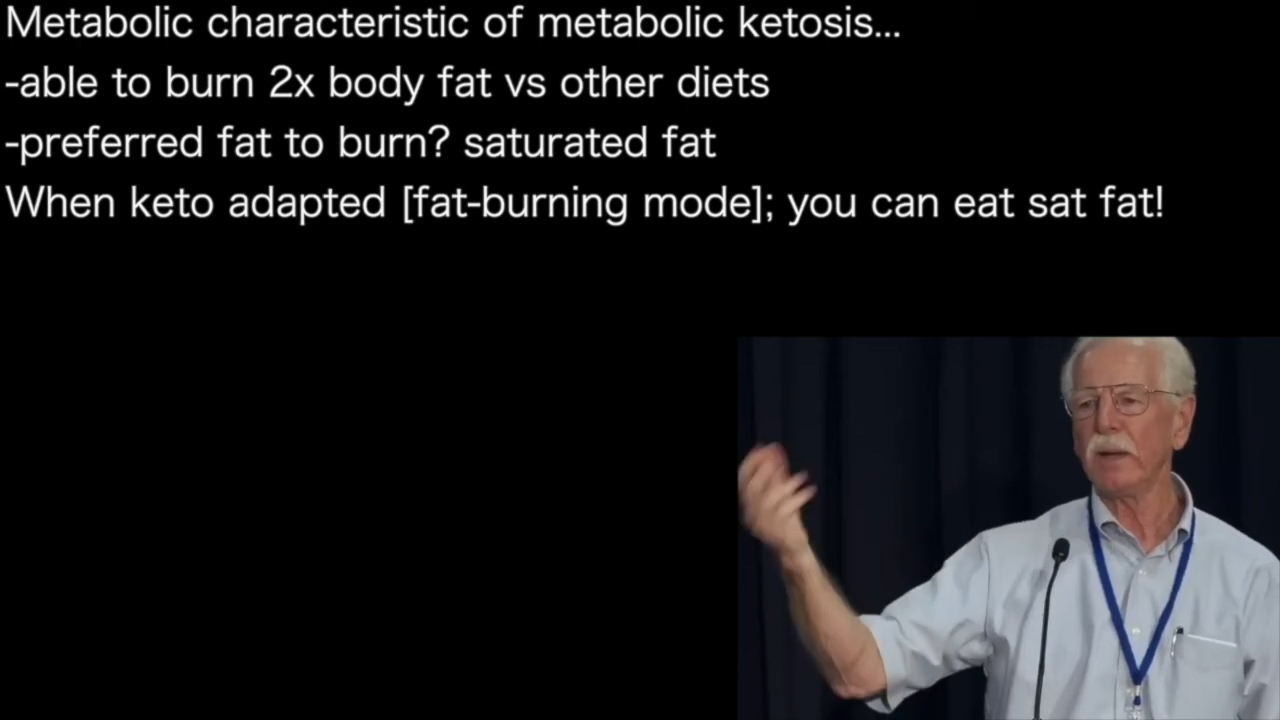 Metabolic characteristic of metabolic ketosis...
-able to burn 2x body fat vs other diets
-preferred fat to burn? saturated fat
When keto adapted [fat-burning mode]; you can eat sat fat!